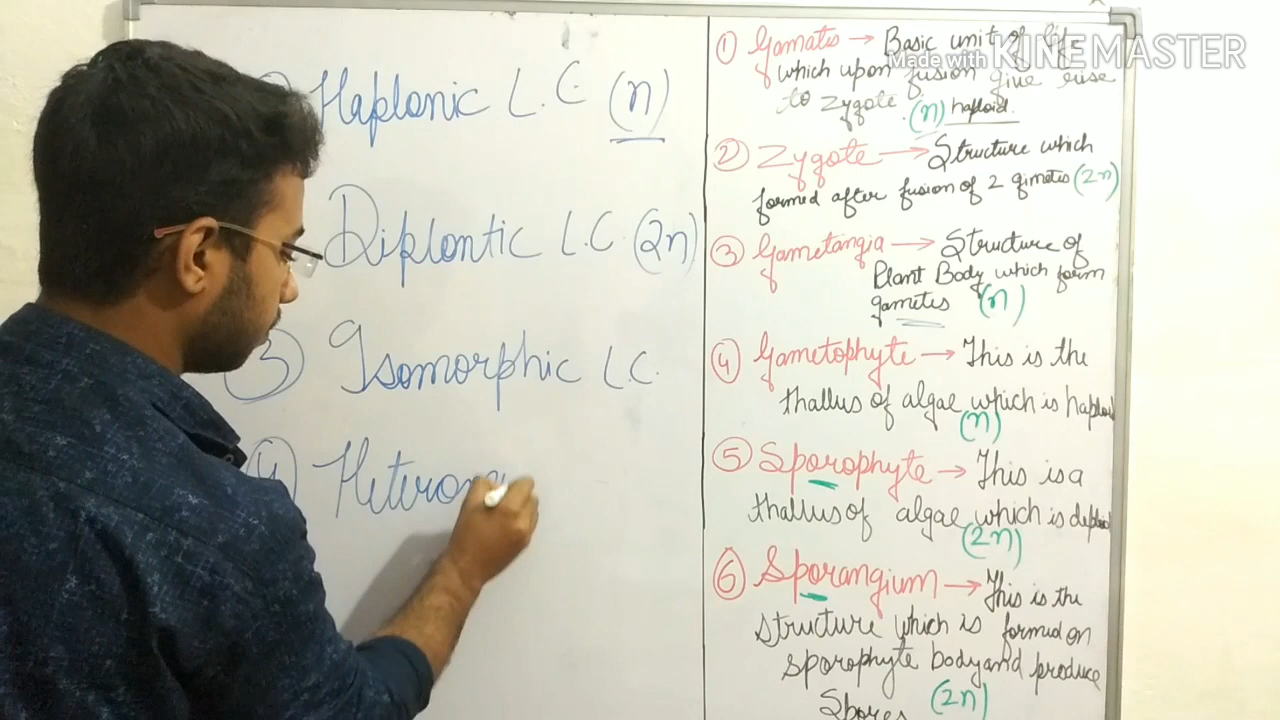 Haplonic L.C (n)
Diplontic L.C. (2n)
3 Isomorphic L.C.
4 Heterom
① Gamatis → Basic unit of life
which upon fusion give rise
to Zygote. (n) haploid.
② Zygote → Structure which
formed after fusion of 2 gimetis (2n)
③ Gametangia → Structure of
Plant Body which form
gametes (n)
④ Gametophyte → This is the
thallus of algae which is haploid
(n)
⑤ Sporophyte → This is a
thallus of algae which is
(2n)
⑥ Sporangium → This is the
structure which is formed on
sporophyte body and produce
Spores (2n)
Made with KINEMASTER